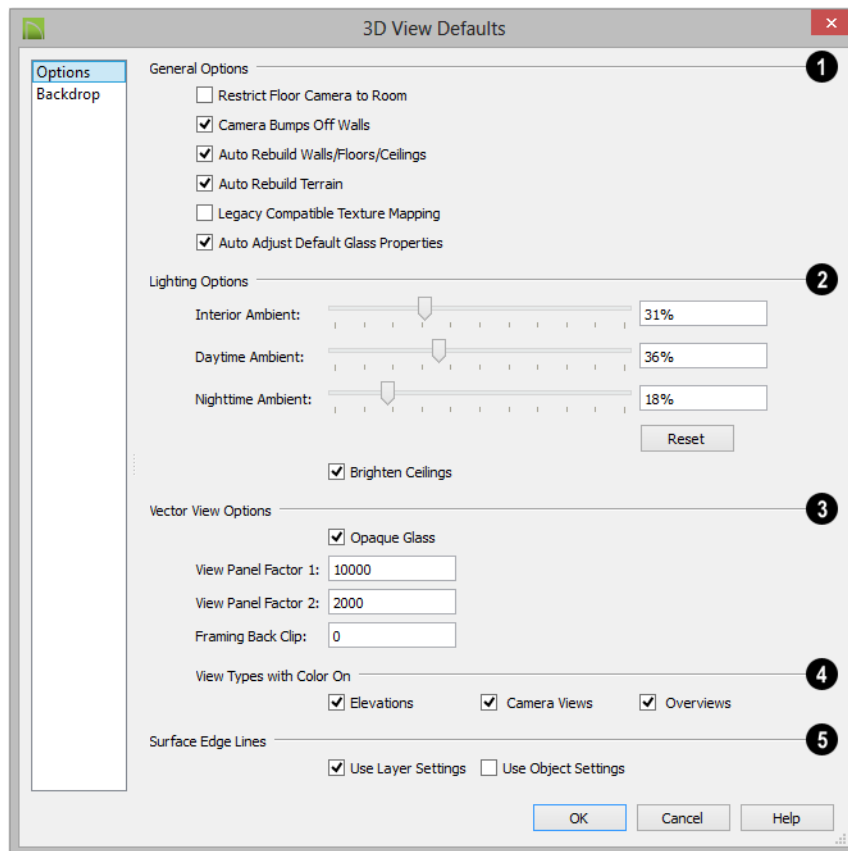 3D View Defaults
Options
Backdrop
General Options 1
Restrict Floor Camera to Room
Camera Bumps Off Walls
Auto Rebuild Walls/Floors/Ceilings
Auto Rebuild Terrain
Legacy Compatible Texture Mapping
Auto Adjust Default Glass Properties
Lighting Options 2
Interior Ambient: 31%
Daytime Ambient: 36%
Nighttime Ambient: 18%
Reset
Brighten Ceilings
Vector View Options 3
Opaque Glass
View Panel Factor 1: 10000
View Panel Factor 2: 2000
Framing Back Clip: 0
View Types with Color On 4
Elevations Camera Views Overviews
Surface Edge Lines 5
Use Layer Settings Use Object Settings
OK Cancel Help